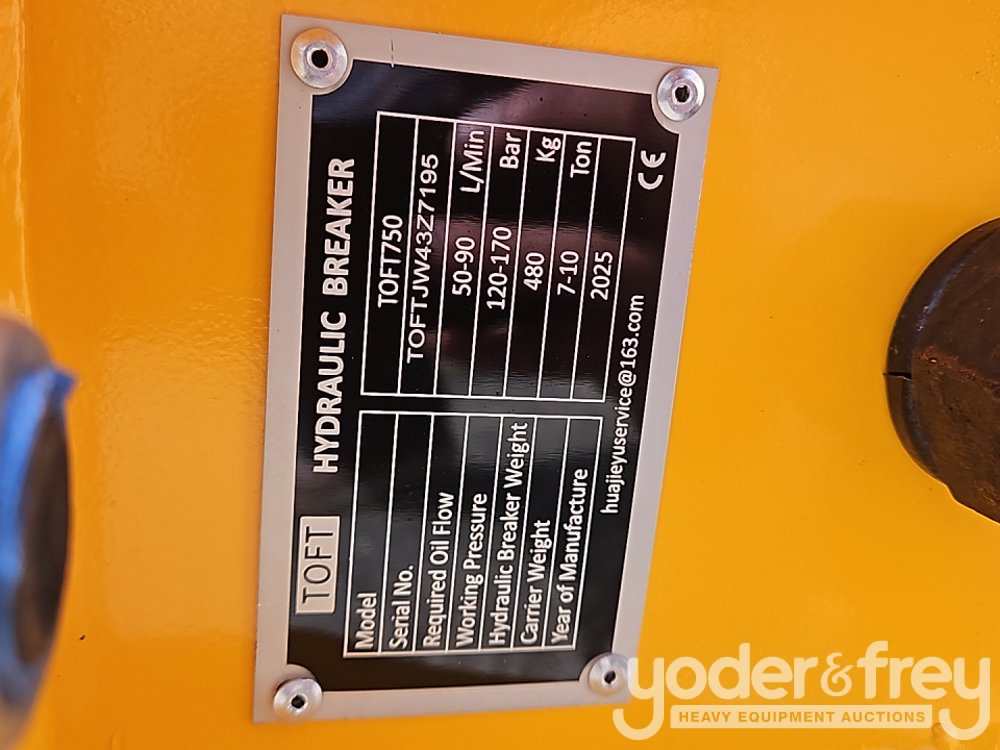 TOFT HYDRAULIC BREAKER
Model TOFT750
Serial No. TOFTJW43Z7195
Required Oil Flow 50-90 L/Min
Working Pressure 120-170 Bar
Hydraulic Breaker Weight 480 Kg
Carrier Weight 7-10 Ton
Year of Manufacture 2025
huajieyuservice@163.com CE
yoder&frey
HEAVY EQUIPMENT AUCTIONS